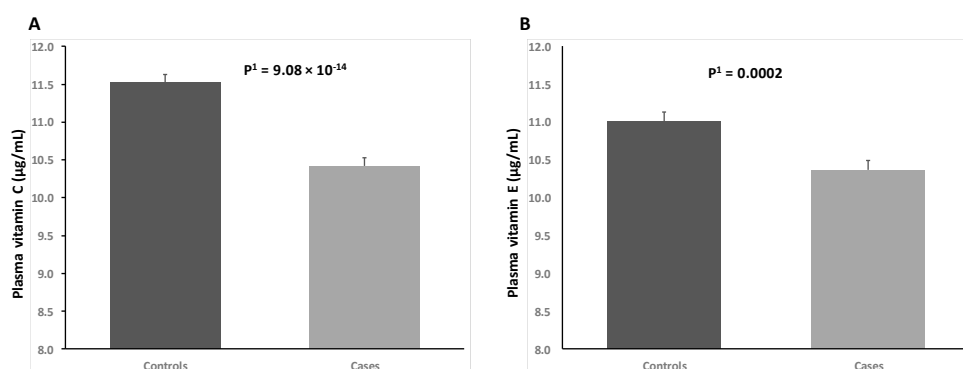 A
Plasma vitamin C (µg/mL)
12.0
11.5
11.0
10.5
10.0
9.5
9.0
8.5
8.0
P¹ = 9.08 × 10⁻¹⁴
Controls
Cases
B
Plasma vitamin E (µg/mL)
12.0
11.5
11.0
10.5
10.0
9.5
9.0
8.5
8.0
P¹ = 0.0002
Controls
Cases